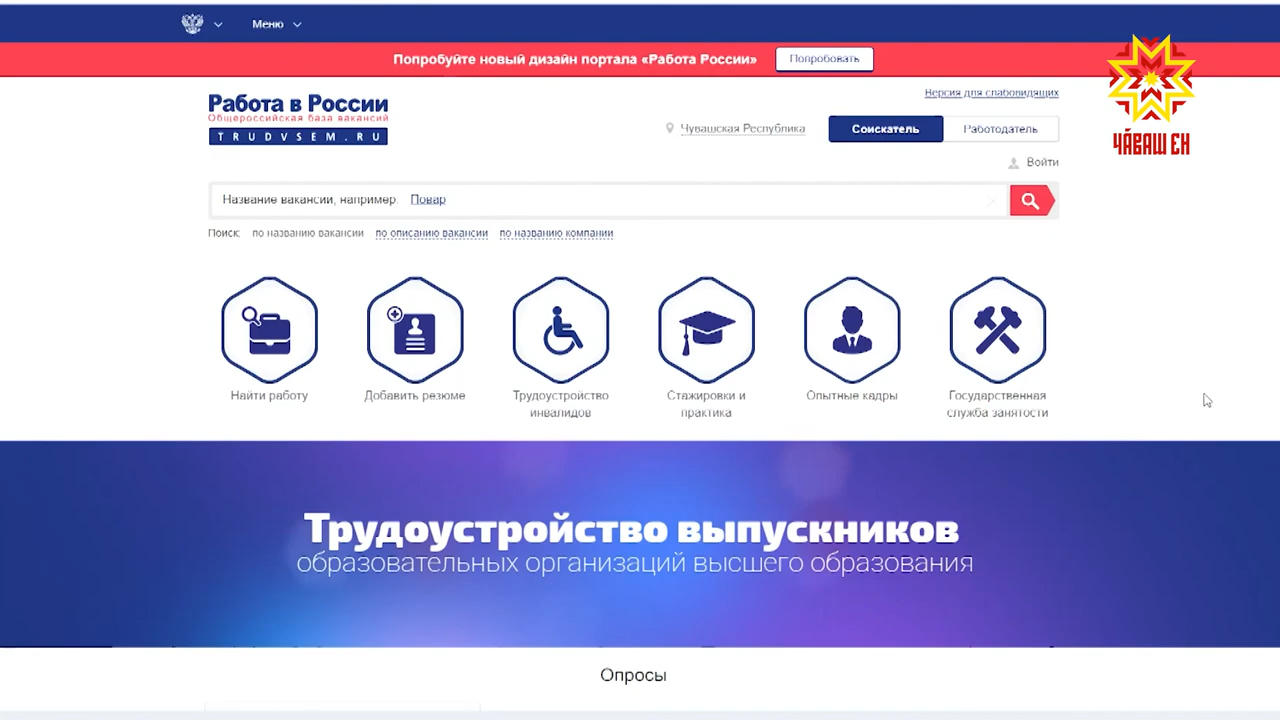 Меню
Попробуйте новый дизайн портала «Работа России» Попробовать
ЧӐВАШ ЕН
Версия для слабовидящих
Работа в России
Общероссийская база вакансий
TRUDVSEM.RU
Чувашская Республика Соискатель Работодатель
Войти
Название вакансии, например: Повар
Поиск: по названию вакансии по описанию вакансии по названию компании
Найти работу
Добавить резюме
Трудоустройство
инвалидов
Стажировки и
практика
Опытные кадры
Государственная
служба занятости
Трудоустройство выпускников
образовательных организаций высшего образования
Опросы